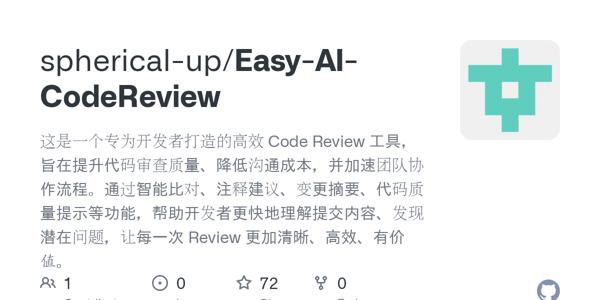 spherical-up/Easy-AI-
CodeReview
这是一个专为开发者打造的高效 Code Review 工具，
旨在提升代码审查质量、降低沟通成本，并加速团队协
作流程。通过智能比对、注释建议、变更摘要、代码质
量提示等功能，帮助开发者更快地理解提交内容、发现
潜在问题，让每一次 Review 更加清晰、高效、有价
值。
1 0 72 0